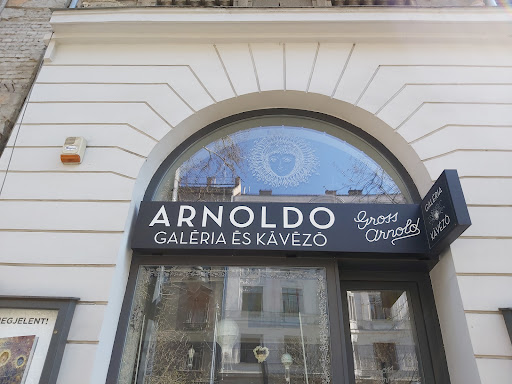 ARNOLDO
GALÉRIA ÉS KÁVÉZÓ
Gross
Arnold
GALÉRIA
KÁVÉZÓ
MEGJELENT!